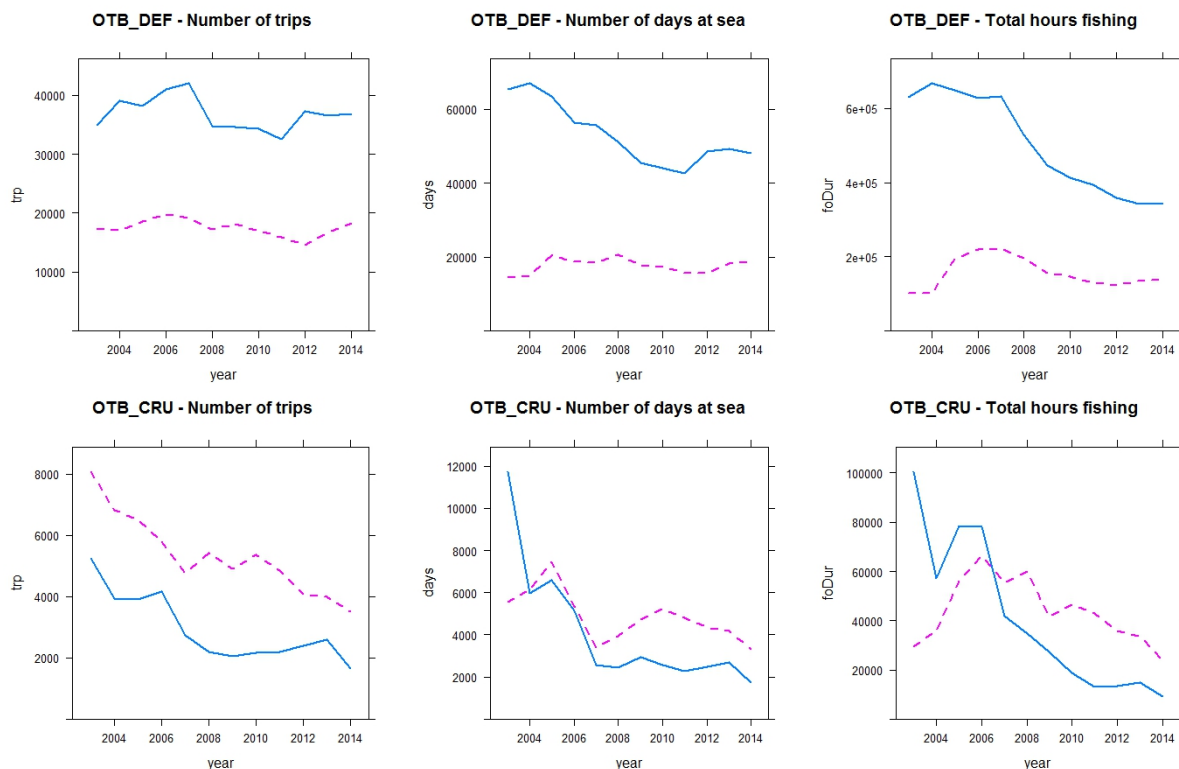 OTB_DEF - Number of trips
trp
40000
30000
20000
10000
2004 2006 2008 2010 2012 2014
year
OTB_DEF - Number of days at sea
days
60000
40000
20000
2004 2006 2008 2010 2012 2014
year
OTB_DEF - Total hours fishing
foDur
6e+05
4e+05
2e+05
2004 2006 2008 2010 2012 2014
year
OTB_CRU - Number of trips
trp
8000
6000
4000
2000
2004 2006 2008 2010 2012 2014
year
OTB_CRU - Number of days at sea
days
12000
10000
8000
6000
4000
2000
2004 2006 2008 2010 2012 2014
year
OTB_CRU - Total hours fishing
foDur
100000
80000
60000
40000
20000
2004 2006 2008 2010 2012 2014
year